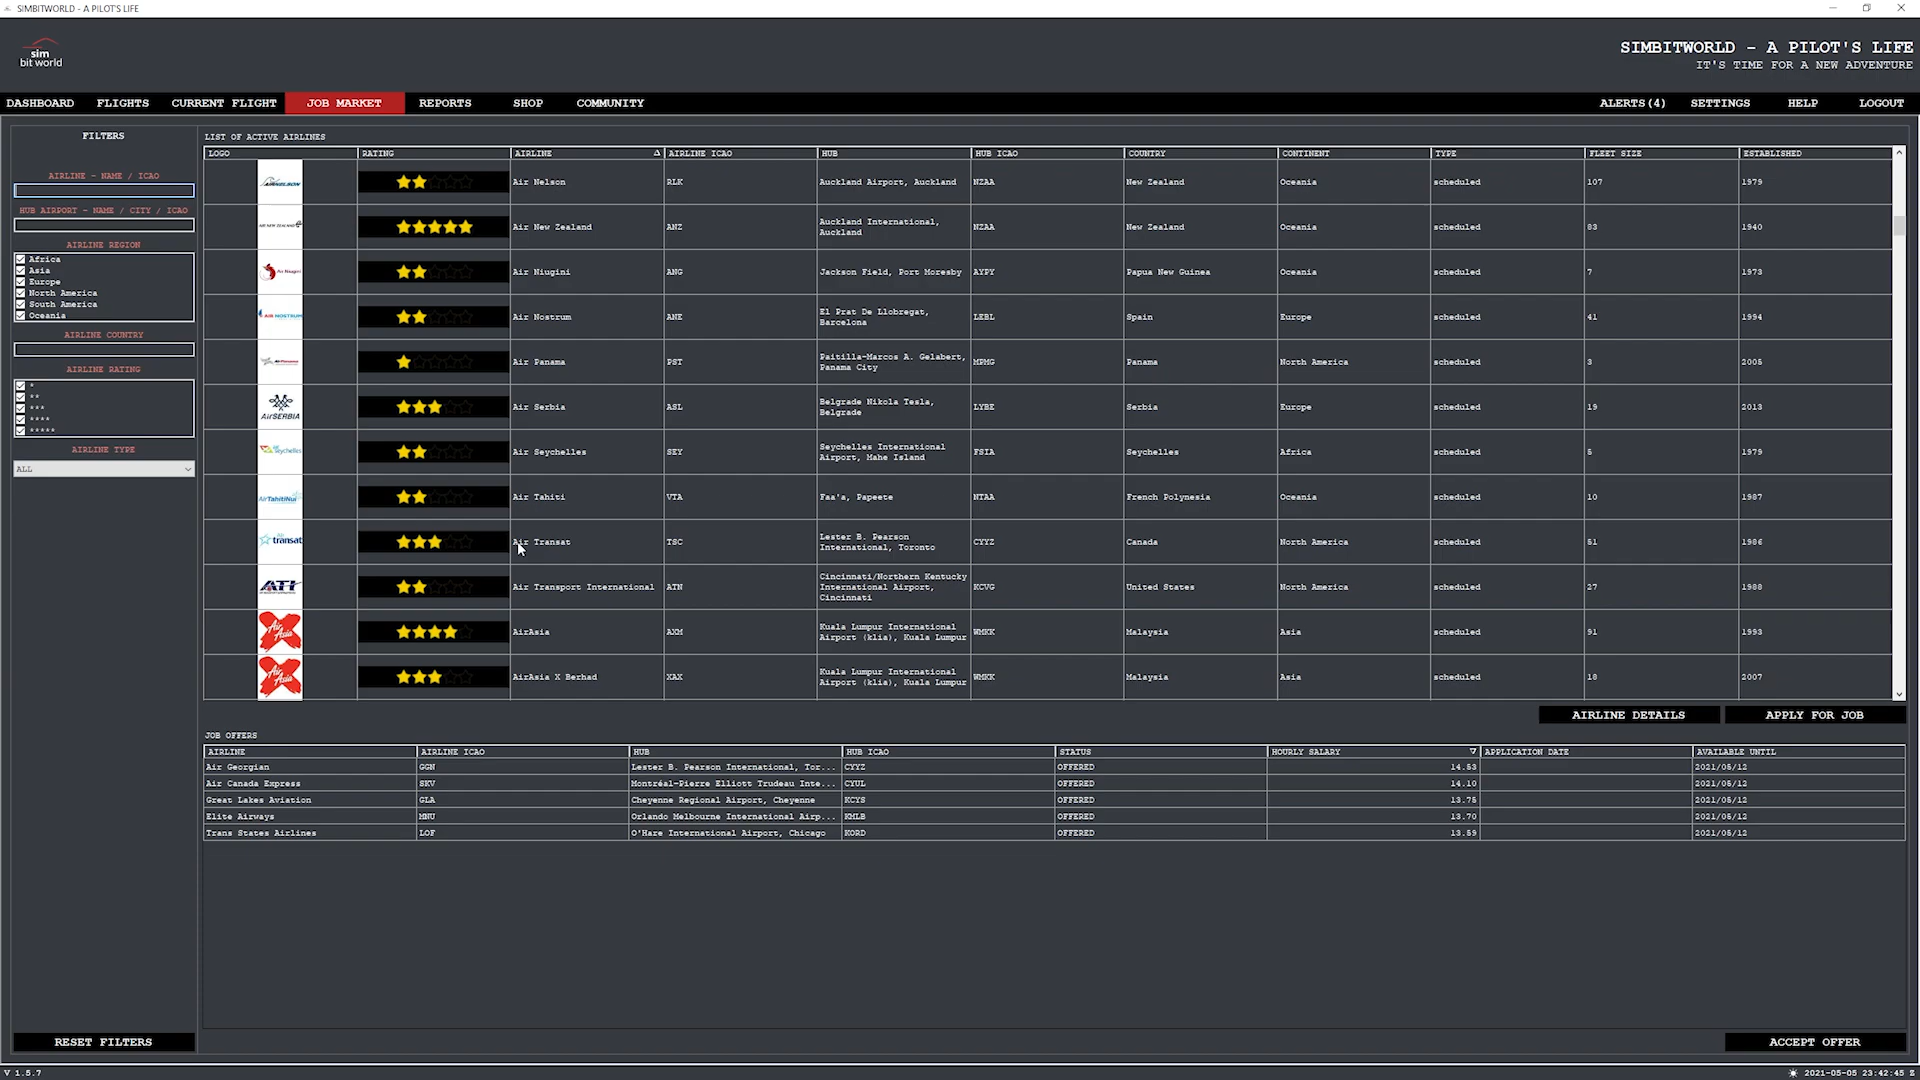 SIMBITWORLD - A PILOT'S LIFE
sim
bit world
SIMBITWORLD - A PILOT'S LIFE
IT'S TIME FOR A NEW ADVENTURE
DASHBOARD FLIGHTS CURRENT FLIGHT JOB MARKET REPORTS SHOP COMMUNITY ALERTS(4) SETTINGS HELP LOGOUT
FILTERS
AIRLINE - NAME / ICAO
HUB AIRPORT - NAME / CITY / ICAO
AIRLINE REGION
Africa
Asia
Europe
North America
South America
Oceania
AIRLINE COUNTRY
AIRLINE RATING
*
**
***
****
*****
AIRLINE TYPE
ALL
RESET FILTERS
LIST OF ACTIVE AIRLINES
LOGO RATING AIRLINE AIRLINE ICAO HUB HUB ICAO COUNTRY CONTINENT TYPE FLEET SIZE ESTABLISHED
Air Nelson RLK Auckland Airport, Auckland NZAA New Zealand Oceania scheduled 107 1979
Air New Zealand ANZ Auckland International, Auckland NZAA New Zealand Oceania scheduled 83 1940
Air Niugini ANG Jackson Field, Port Moresby AYPY Papua New Guinea Oceania scheduled 7 1973
AIR NOSTRUM Air Nostrum ANE El Prat De Llobregat, Barcelona LEBL Spain Europe scheduled 41 1994
Air Panama PST Paitilla-Marcos A. Gelabert, Panama City MPMG Panama North America scheduled 3 2005
AirSERBIA Air Serbia ASL Belgrade Nikola Tesla, Belgrade LYBE Serbia Europe scheduled 19 2013
Air Seychelles SEY Seychelles International Airport, Mahe Island FSIA Seychelles Africa scheduled 5 1979
AirTahitiNui Air Tahiti VTA Faa'a, Papeete NTAA French Polynesia Oceania scheduled 10 1987
transat Air Transat TSC Lester B. Pearson International, Toronto CYYZ Canada North America scheduled 51 1986
ATI Air Transport International ATN Cincinnati/Northern Kentucky International Airport, Cincinnati KCVG United States North America scheduled 27 1988
Air Asia X AirAsia AXM Kuala Lumpur International Airport (klia), Kuala Lumpur WMKK Malaysia Asia scheduled 91 1993
Air Asia X AirAsia X Berhad XAX Kuala Lumpur International Airport (klia), Kuala Lumpur WMKK Malaysia Asia scheduled 18 2007
AIRLINE DETAILS APPLY FOR JOB
JOB OFFERS
AIRLINE AIRLINE ICAO HUB HUB ICAO STATUS HOURLY SALARY APPLICATION DATE AVAILABLE UNTIL
Air Georgian GGN Lester B. Pearson International, Tor... CYYZ OFFERED 14.53 2021/05/12
Air Canada Express SKV Montréal-Pierre Elliott Trudeau Inte... CYUL OFFERED 14.10 2021/05/12
Great Lakes Aviation GLA Cheyenne Regional Airport, Cheyenne KCYS OFFERED 13.75 2021/05/12
Elite Airways MNU Orlando Melbourne International Airp... KMLB OFFERED 13.70 2021/05/12
Trans States Airlines LOF O'Hare International Airport, Chicago KORD OFFERED 13.59 2021/05/12
ACCEPT OFFER
V 1.5.7
2021-05-05 23:42:45 Z